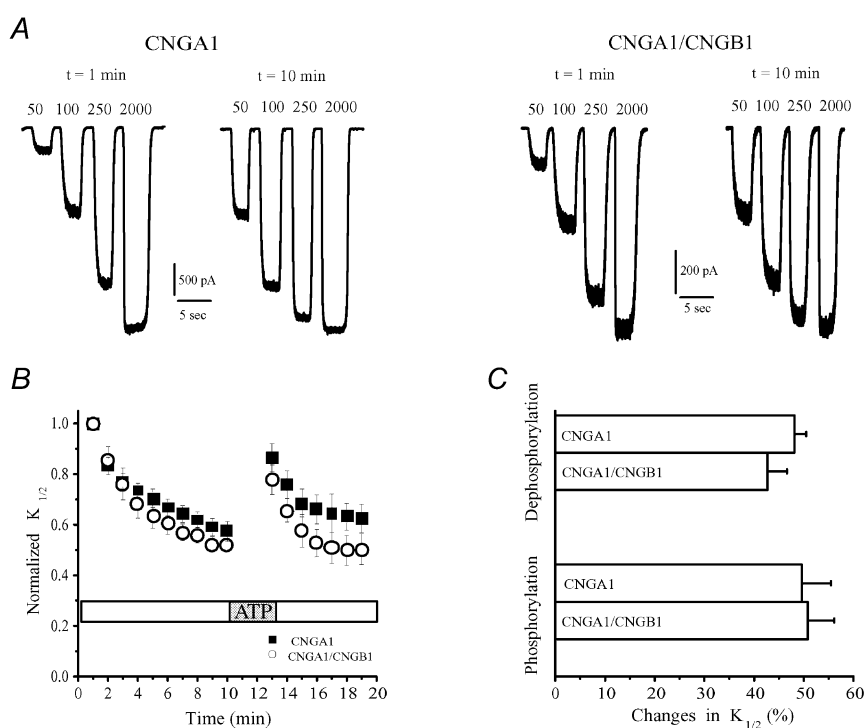 A
CNGA1
CNGA1/CNGB1
t = 1 min
t = 10 min
t = 1 min
t = 10 min
50 100 250 2000
50 100 250 2000
50 100 250 2000
50 100 250 2000
500 pA
5 sec
200 pA
5 sec
B
Normalized K1/2
1.0
0.8
0.6
0.4
0.2
0.0
ATP
CNGA1
CNGA1/CNGB1
0 2 4 6 8 10 12 14 16 18 20
Time (min)
C
Dephosphorylation
CNGA1
CNGA1/CNGB1
Phosphorylation
CNGA1
CNGA1/CNGB1
0 10 20 30 40 50 60
Changes in K1/2 (%)